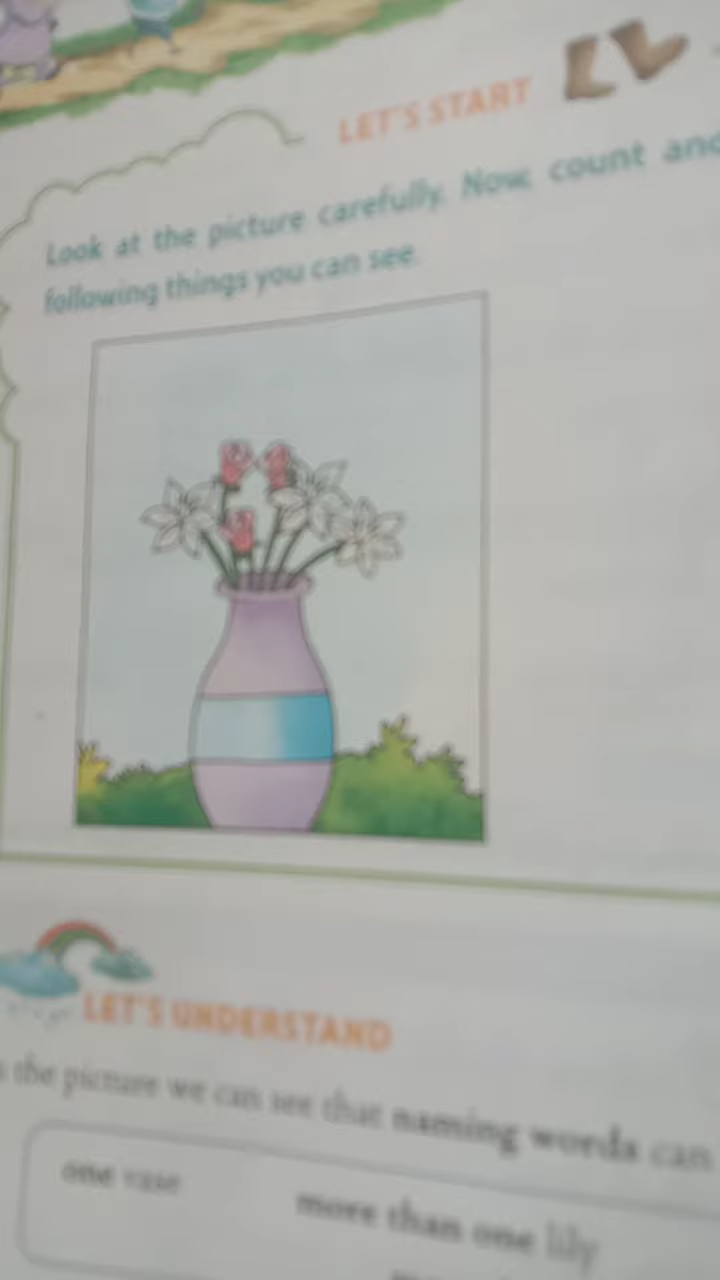 LET'S START
Look at the picture carefully. Now, count and
following things you can see.
LET'S UNDERSTAND
the picture we can see that naming words can
one vase
more than one lily